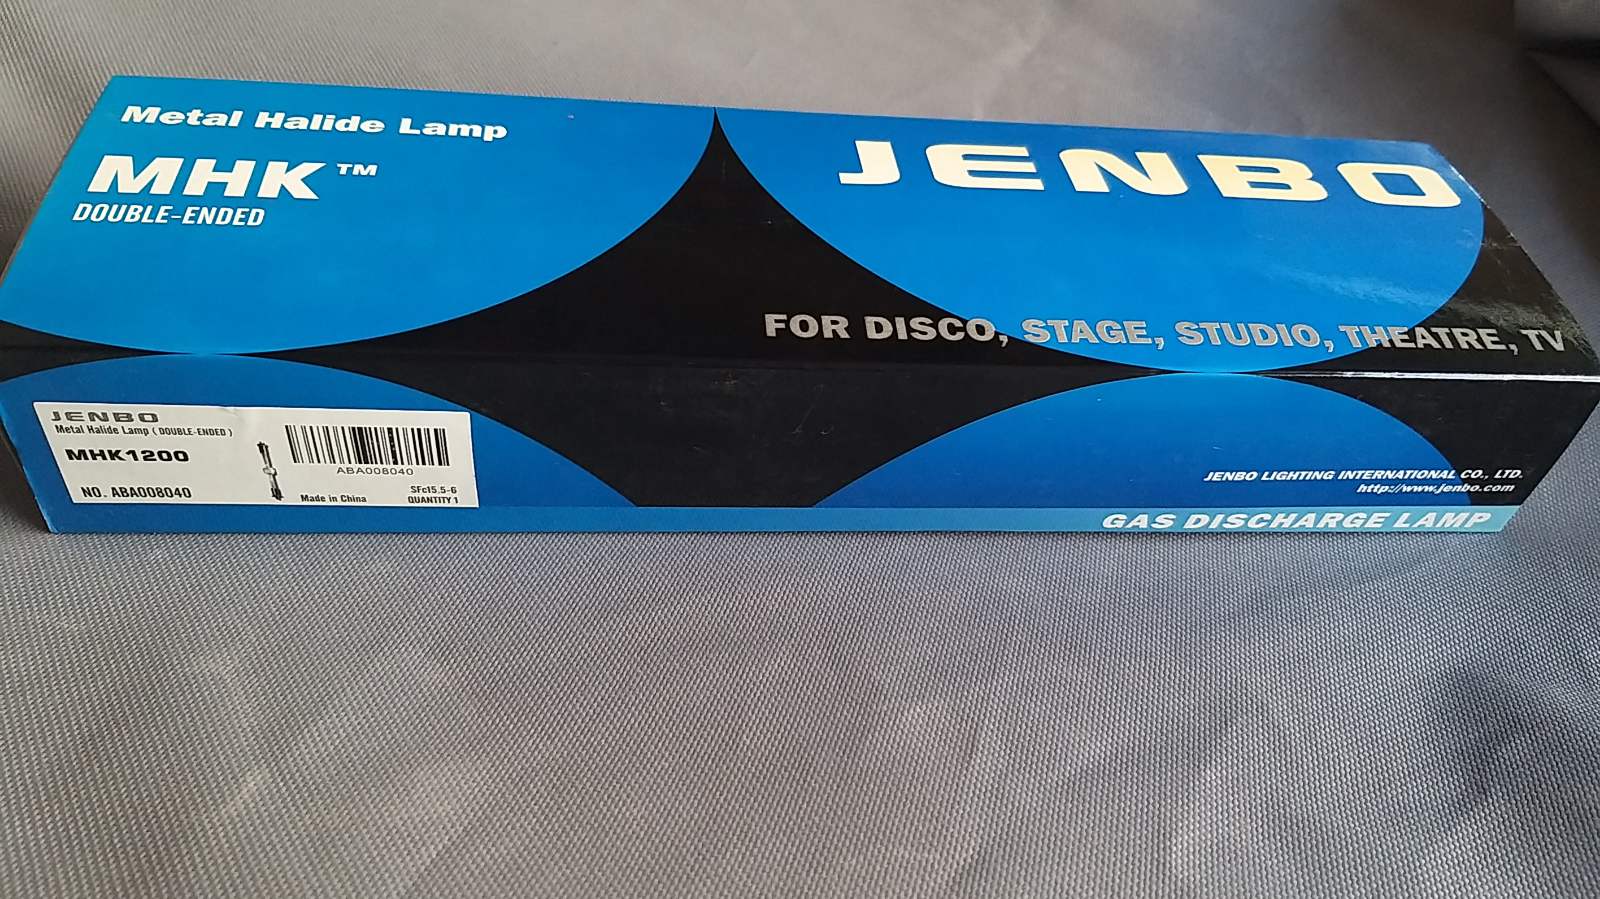 Metal Halide Lamp
MHK™
DOUBLE-ENDED
JENBO
FOR DISCO, STAGE, STUDIO, THEATRE, TV
JENBO
Metal Halide Lamp ( DOUBLE-ENDED )
MHK1200
NO. ABA008040
ABA008040
Made in China
SFc15.5-6
QUANTITY 1
JENBO LIGHTING INTERNATIONAL CO., LTD.
http://www.jenbo.com
GAS DISCHARGE LAMP